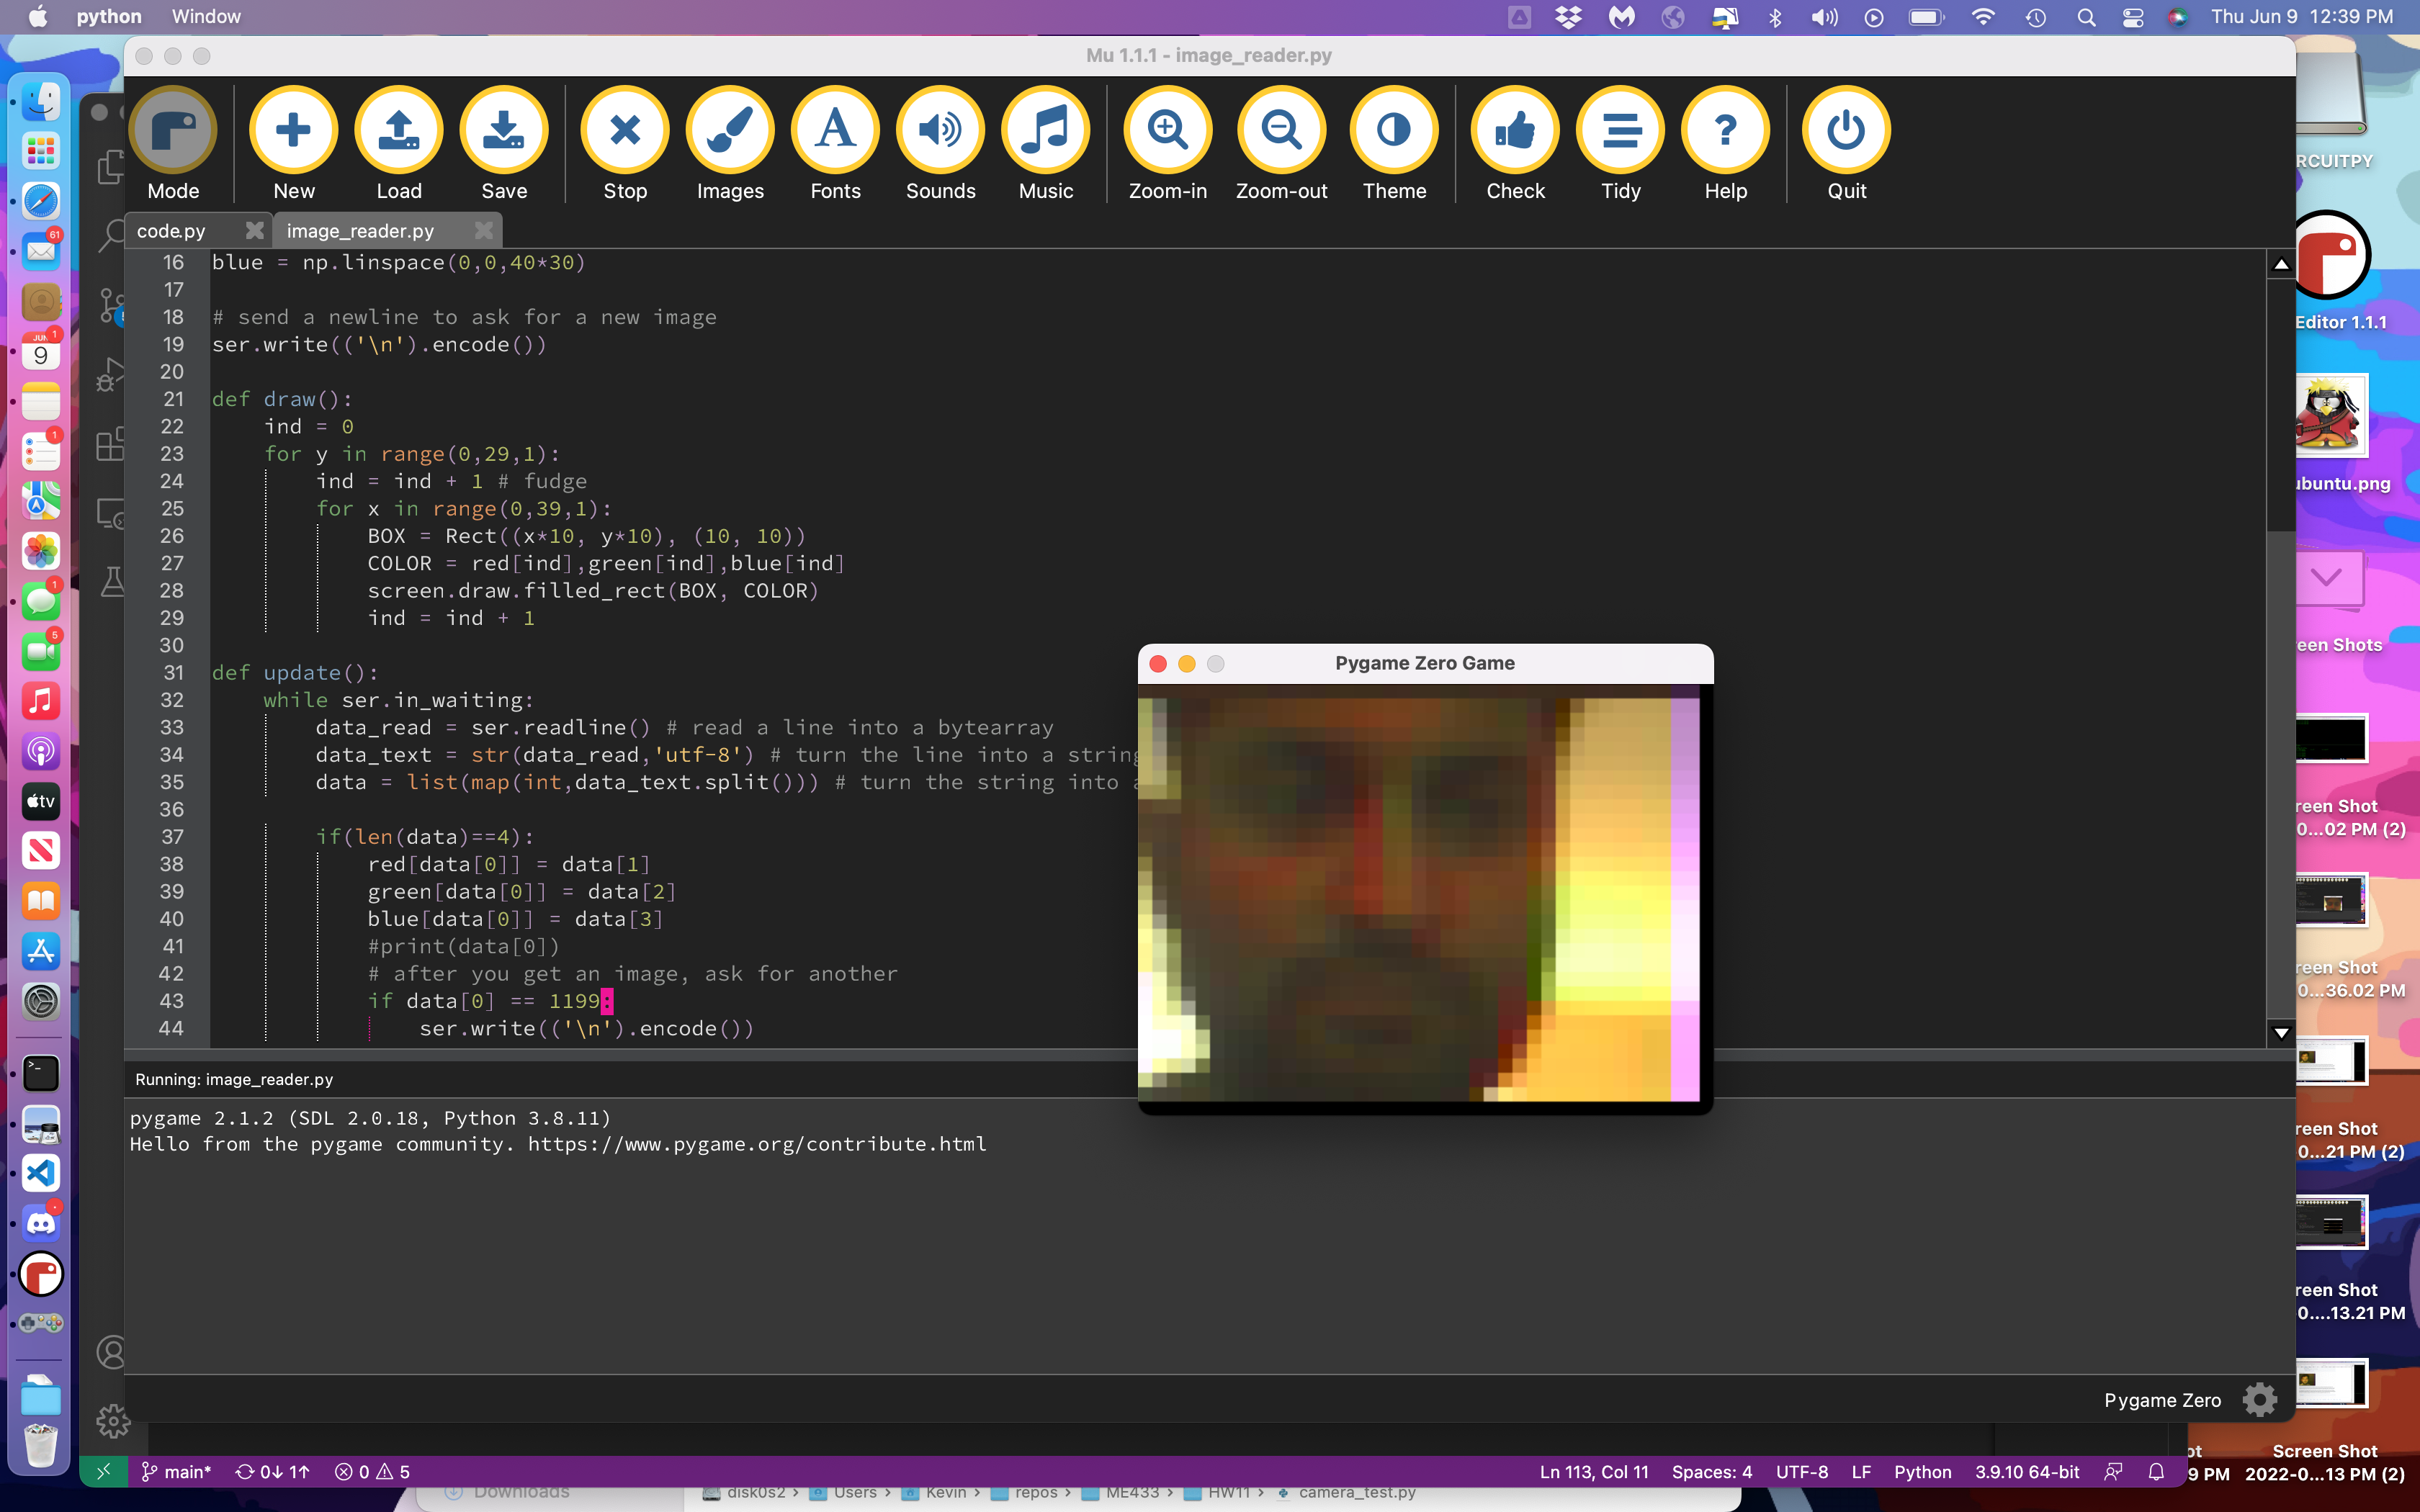 python Window Thu Jun 9 12:39 PM
Mu 1.1.1 - image_reader.py
Mode New Load Save Stop Images Fonts Sounds Music Zoom-in Zoom-out Theme Check Tidy Help Quit
code.py image_reader.py
16 blue = np.linspace(0,0,40*30)
17
18 # send a newline to ask for a new image
19 ser.write(('\n').encode())
20
21 def draw():
22 ind = 0
23 for y in range(0,29,1):
24 ind = ind + 1 # fudge
25 for x in range(0,39,1):
26 BOX = Rect((x*10, y*10), (10, 10))
27 COLOR = red[ind],green[ind],blue[ind]
28 screen.draw.filled_rect(BOX, COLOR)
29 ind = ind + 1
30
31 def update():
32 while ser.in_waiting:
33 data_read = ser.readline() # read a line into a bytearray
34 data_text = str(data_read,'utf-8') # turn the line into a string
35 data = list(map(int,data_text.split())) # turn the string into a
36
37 if(len(data)==4):
38 red[data[0]] = data[1]
39 green[data[0]] = data[2]
40 blue[data[0]] = data[3]
41 #print(data[0])
42 # after you get an image, ask for another
43 if data[0] == 1199:
44 ser.write(('\n').encode())
Pygame Zero Game
Running: image_reader.py
pygame 2.1.2 (SDL 2.0.18, Python 3.8.11)
Hello from the pygame community. https://www.pygame.org/contribute.html
Pygame Zero
main* 0↓ 1↑ 0 5 Ln 113, Col 11 Spaces: 4 UTF-8 LF Python 3.9.10 64-bit
Downloads disk0s2 › Users › Kevin › repos › ME433 › HW11 › camera_test.py
RCUITPY
Editor 1.1.1
ubuntu.png
reen Shots
reen Shot
0...02 PM (2)
reen Shot
0...36.02 PM
reen Shot
0...21 PM (2)
reen Shot
0....13.21 PM
ot Screen Shot
9 PM 2022-0...13 PM (2)
61
JUN 1
9
1
1
5
tv